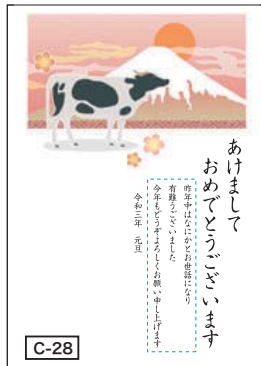 あけまして
おめでとうございます
昨年中はなにかとお世話になり
有難うございました
今年もどうぞよろしくお願い申し上げます
令和三年　元旦
C-28